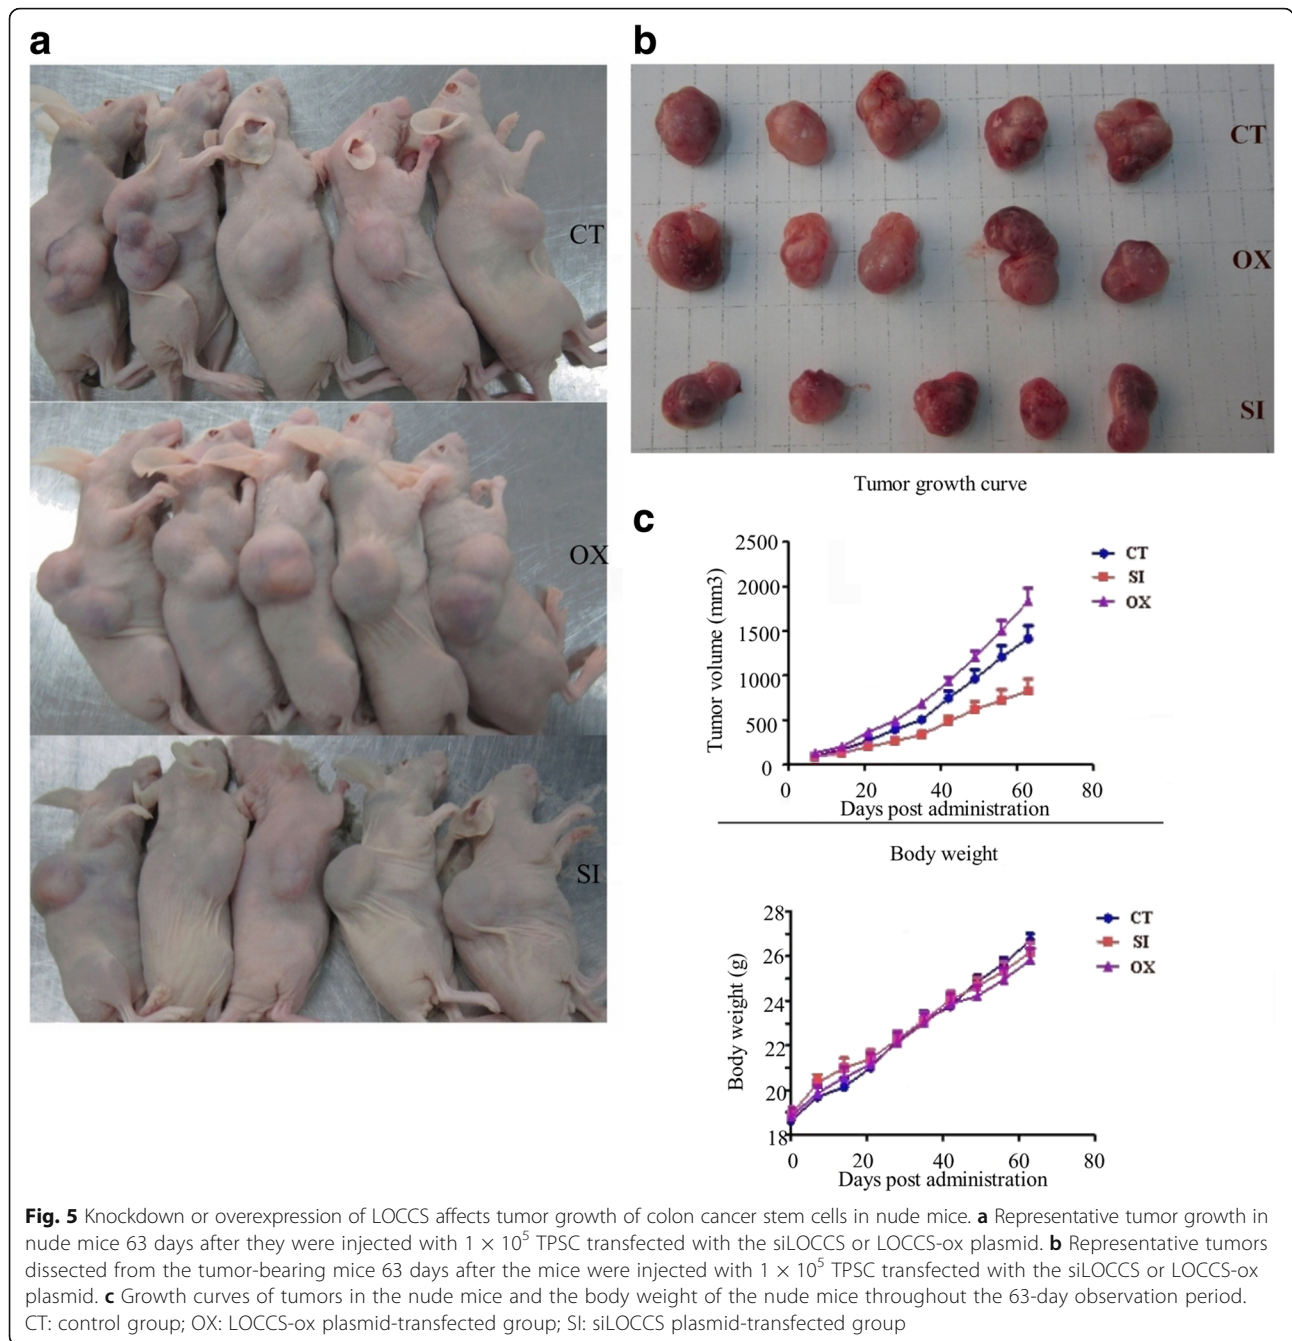 a
CT
OX
SI
b
CT
OX
SI
Tumor growth curve
c
2500
2000
1500
1000
500
0
Tumor volume (mm3)
0 20 40 60 80
Days post administration
CT
SI
OX
Body weight
28
26
24
22
20
18
Body weight (g)
0 20 40 60 80
Days post administration
CT
SI
OX
Fig. 5 Knockdown or overexpression of LOCCS affects tumor growth of colon cancer stem cells in nude mice. a Representative tumor growth in
nude mice 63 days after they were injected with 1 × 10⁵ TPSC transfected with the siLOCCS or LOCCS-ox plasmid. b Representative tumors
dissected from the tumor-bearing mice 63 days after the mice were injected with 1 × 10⁵ TPSC transfected with the siLOCCS or LOCCS-ox
plasmid. c Growth curves of tumors in the nude mice and the body weight of the nude mice throughout the 63-day observation period.
CT: control group; OX: LOCCS-ox plasmid-transfected group; SI: siLOCCS plasmid-transfected group